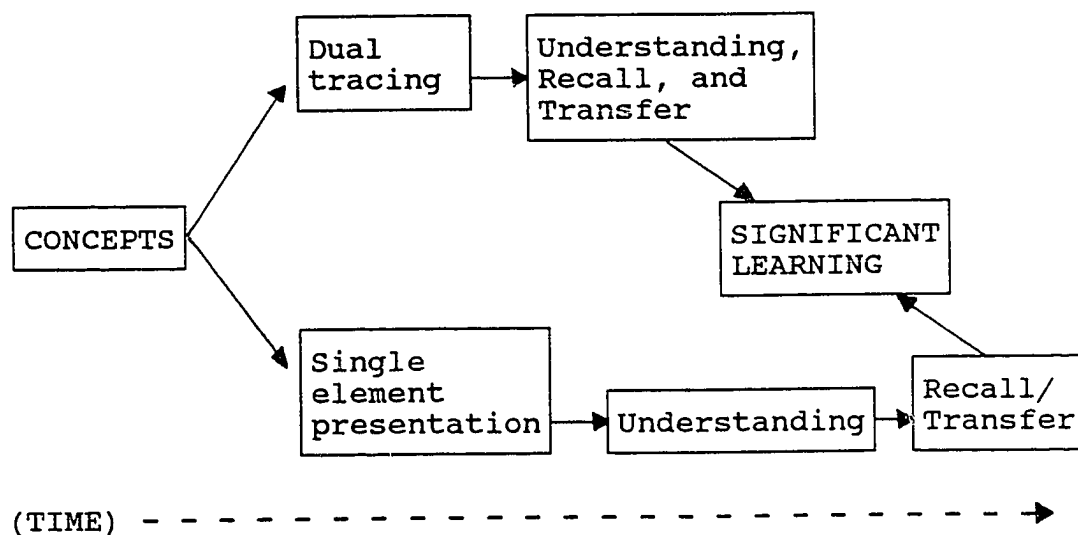 Dual
tracing
Understanding,
Recall, and
Transfer
CONCEPTS
SIGNIFICANT
LEARNING
Single
element
presentation
Understanding
Recall/
Transfer
(TIME)